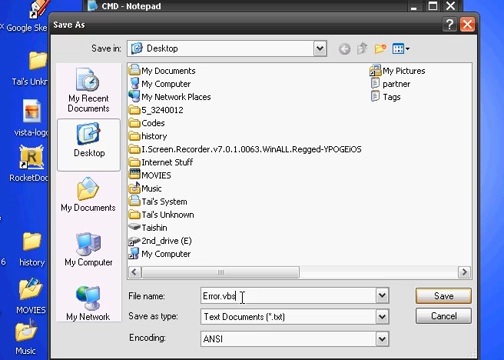 CMD - Notepad
Google Ske
Save As
Save in:
Desktop
Tai's Unkn
vista-logo
RocketDoc
history
MOVIES
Music
My Recent
Documents
Desktop
My Documents
My Computer
My Network
My Documents
My Computer
My Network Places
5_3240012
Codes
history
I.Screen.Recorder.v7.0.1.0063.WinALL.Regged-YPOGEiOS
Internet Stuff
MOVIES
Music
Tai's System
Tai's Unknown
Taishin
2nd_drive (E)
My Computer
My Pictures
partner
Tags
File name:
Error.vbs
Save
Save as type:
Text Documents (*.txt)
Cancel
Encoding:
ANSI